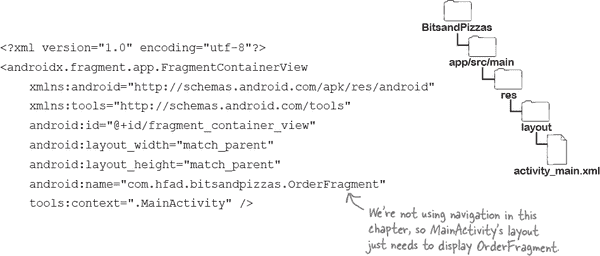 <?xml version="1.0" encoding="utf-8"?>
<androidx.fragment.app.FragmentContainerView
xmlns:android="http://schemas.android.com/apk/res/android"
xmlns:tools="http://schemas.android.com/tools"
android:id="@+id/fragment_container_view"
android:layout_width="match_parent"
android:layout_height="match_parent"
android:name="com.hfad.bitsandpizzas.OrderFragment"
tools:context=".MainActivity" />
We're not using navigation in this
chapter, so MainActivity's layout
just needs to display OrderFragment.
BitsandPizzas
app/src/main
res
layout
activity_main.xml